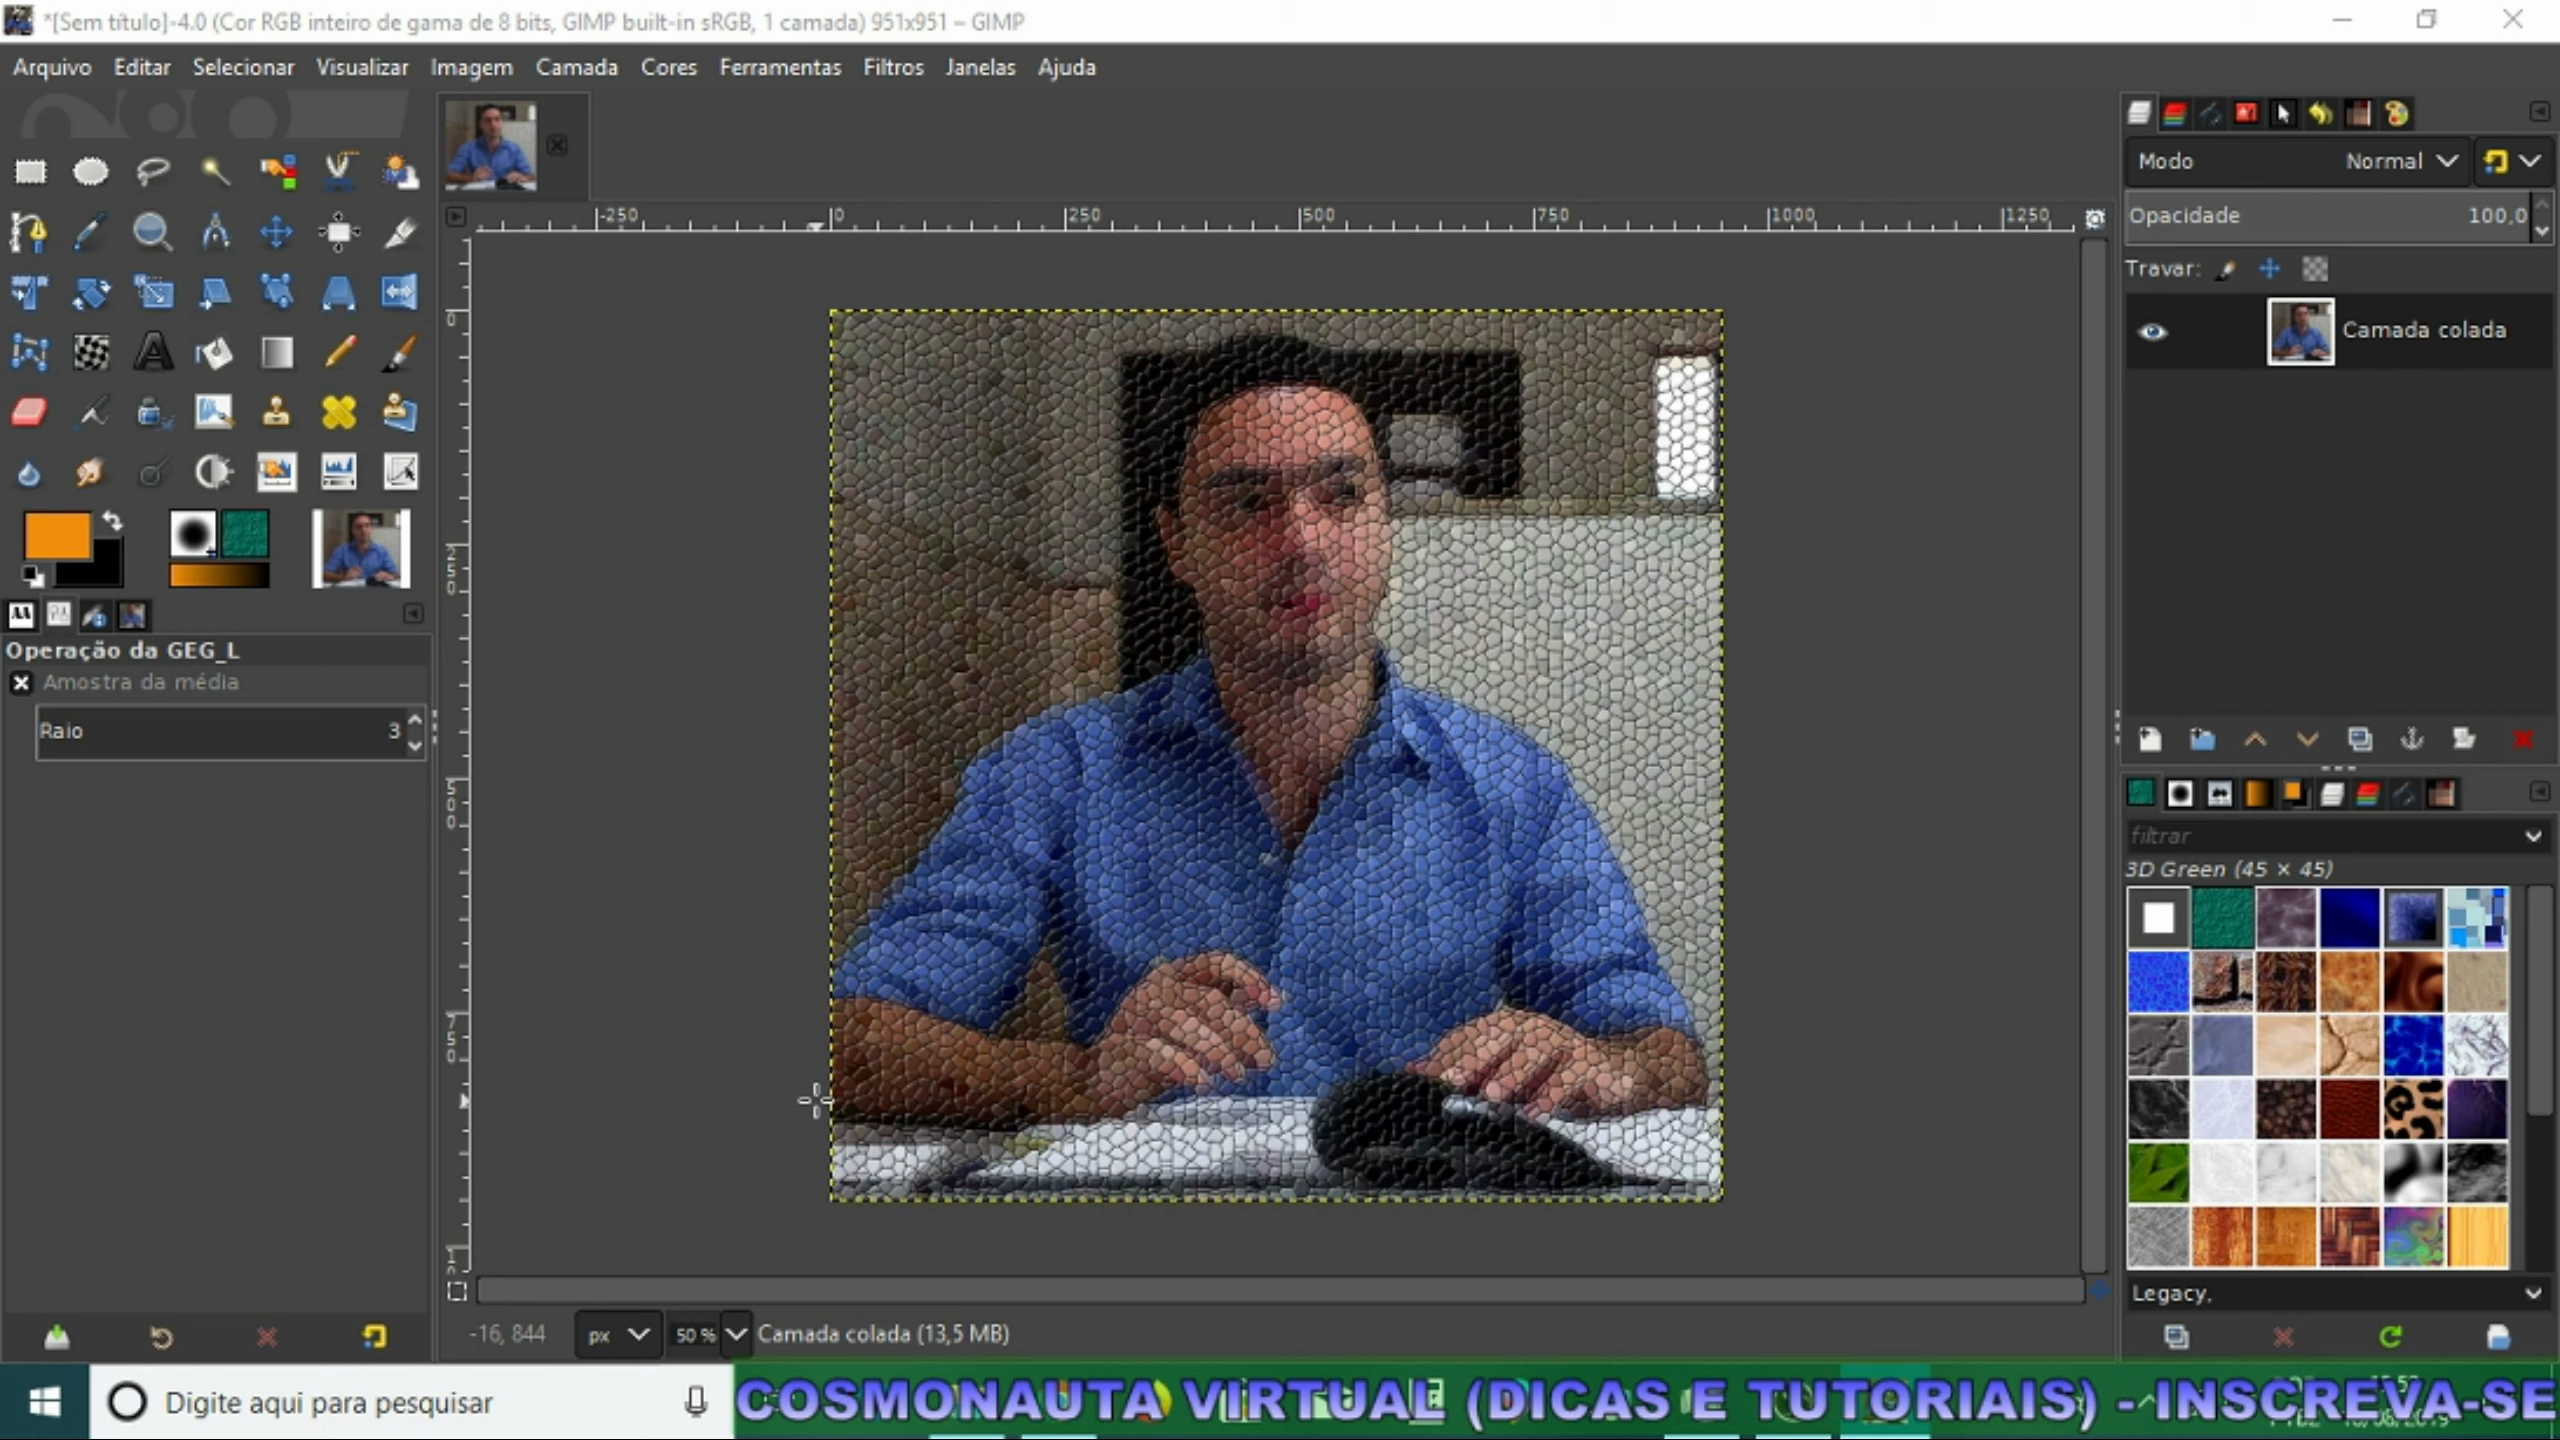 *[Sem título]-4.0 (Cor RGB inteiro de gama de 8 bits, GIMP built-in sRGB, 1 camada) 951x951 – GIMP
Arquivo Editar Selecionar Visualizar Imagem Camada Cores Ferramentas Filtros Janelas Ajuda
Modo Normal
-250 0 250 500 750 1000 1250
Opacidade 100,0
Travar:
Camada colada
0
250
500
750
Operação da GEG_L
Amostra da média
Raio 3
filtrar
3D Green (45 × 45)
Legacy,
-16, 844 px 50 % Camada colada (13,5 MB)
Digite aqui para pesquisar
COSMONAUTA VIRTUAL (DICAS E TUTORIAIS) - INSCREVA-SE